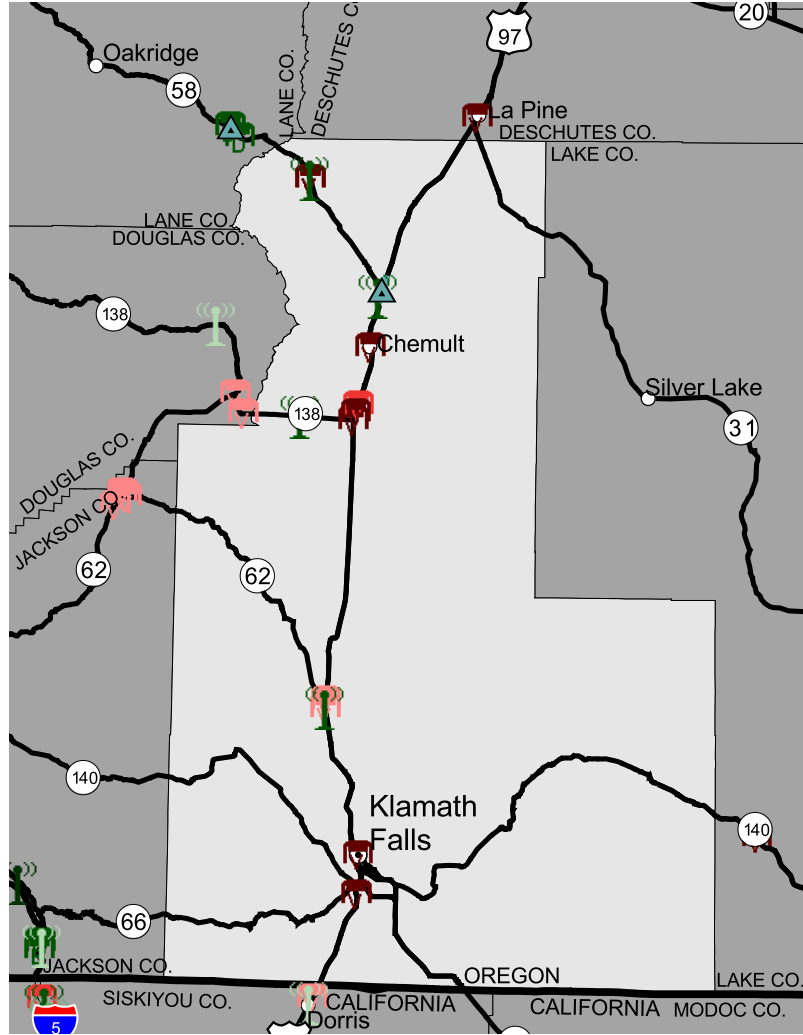 20
97
Oakridge
58
LANE CO.
DESCHUTES CO.
La Pine
DESCHUTES CO.
LAKE CO.
LANE CO.
DOUGLAS CO.
138
Chemult
138
Silver Lake
31
DOUGLAS CO.
JACKSON CO
62
62
140
Klamath
Falls
140
66
JACKSON CO.
OREGON
LAKE CO.
SISKIYOU CO.
CALIFORNIA
CALIFORNIA
MODOC CO.
Dorris
5